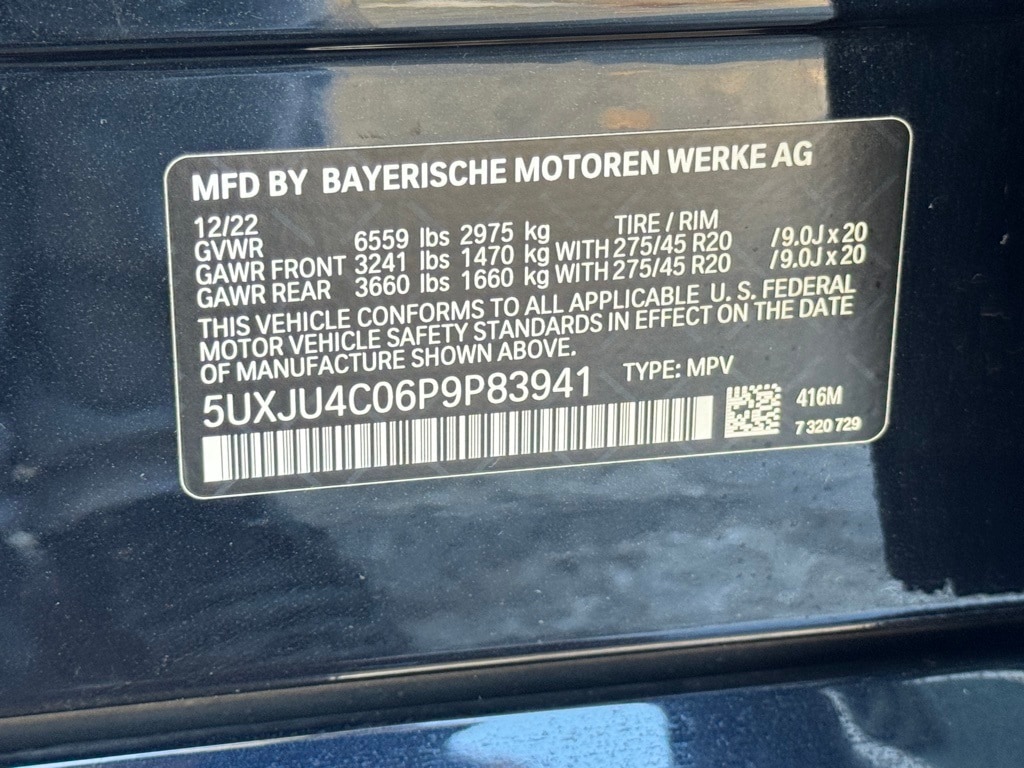 MFD BY BAYERISCHE MOTOREN WERKE AG
12/22 TIRE / RIM
GVWR 6559 lbs 2975 kg
GAWR FRONT 3241 lbs 1470 kg WITH 275/45 R20 / 9.0J x 20
GAWR REAR 3660 lbs 1660 kg WITH 275/45 R20 / 9.0J x 20
THIS VEHICLE CONFORMS TO ALL APPLICABLE U. S. FEDERAL
MOTOR VEHICLE SAFETY STANDARDS IN EFFECT ON THE DATE
OF MANUFACTURE SHOWN ABOVE.
5UXJU4C06P9P83941 TYPE: MPV
416M
7 320 729